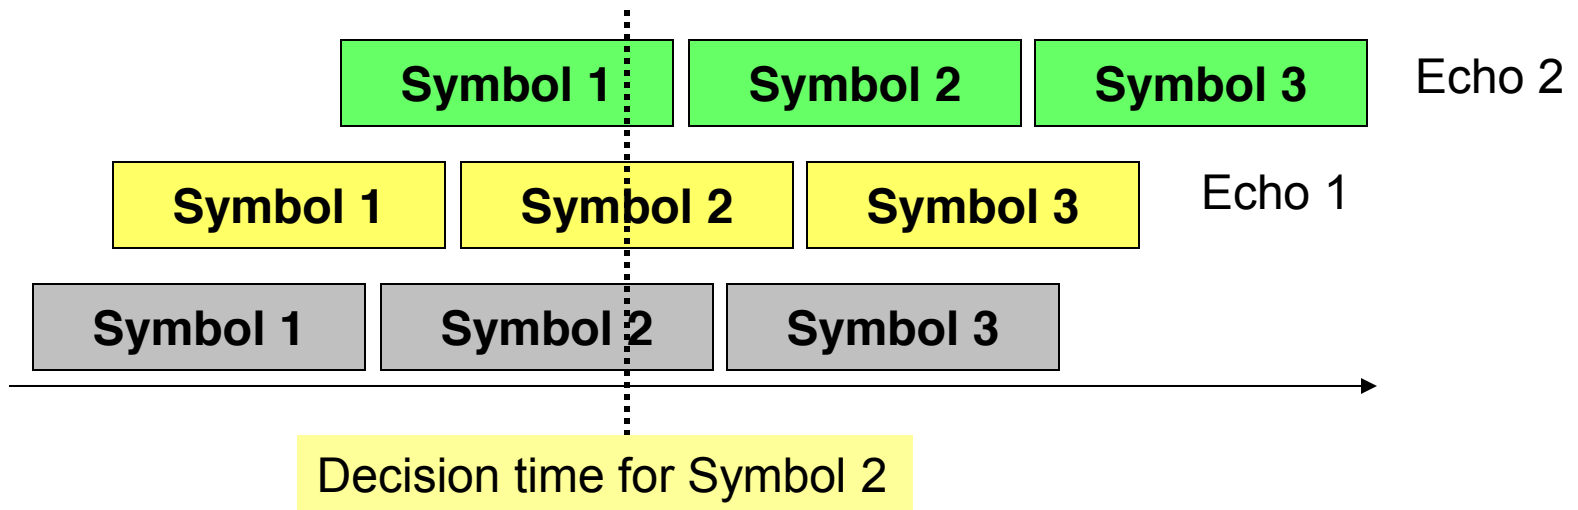 Symbol 1 Symbol 2 Symbol 3 Echo 2
Symbol 1 Symbol 2 Symbol 3 Echo 1
Symbol 1 Symbol 2 Symbol 3
Decision time for Symbol 2